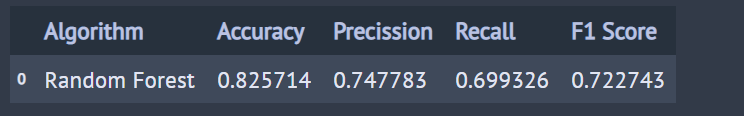 Algorithm Accuracy Precission Recall F1 Score
0 Random Forest 0.825714 0.747783 0.699326 0.722743